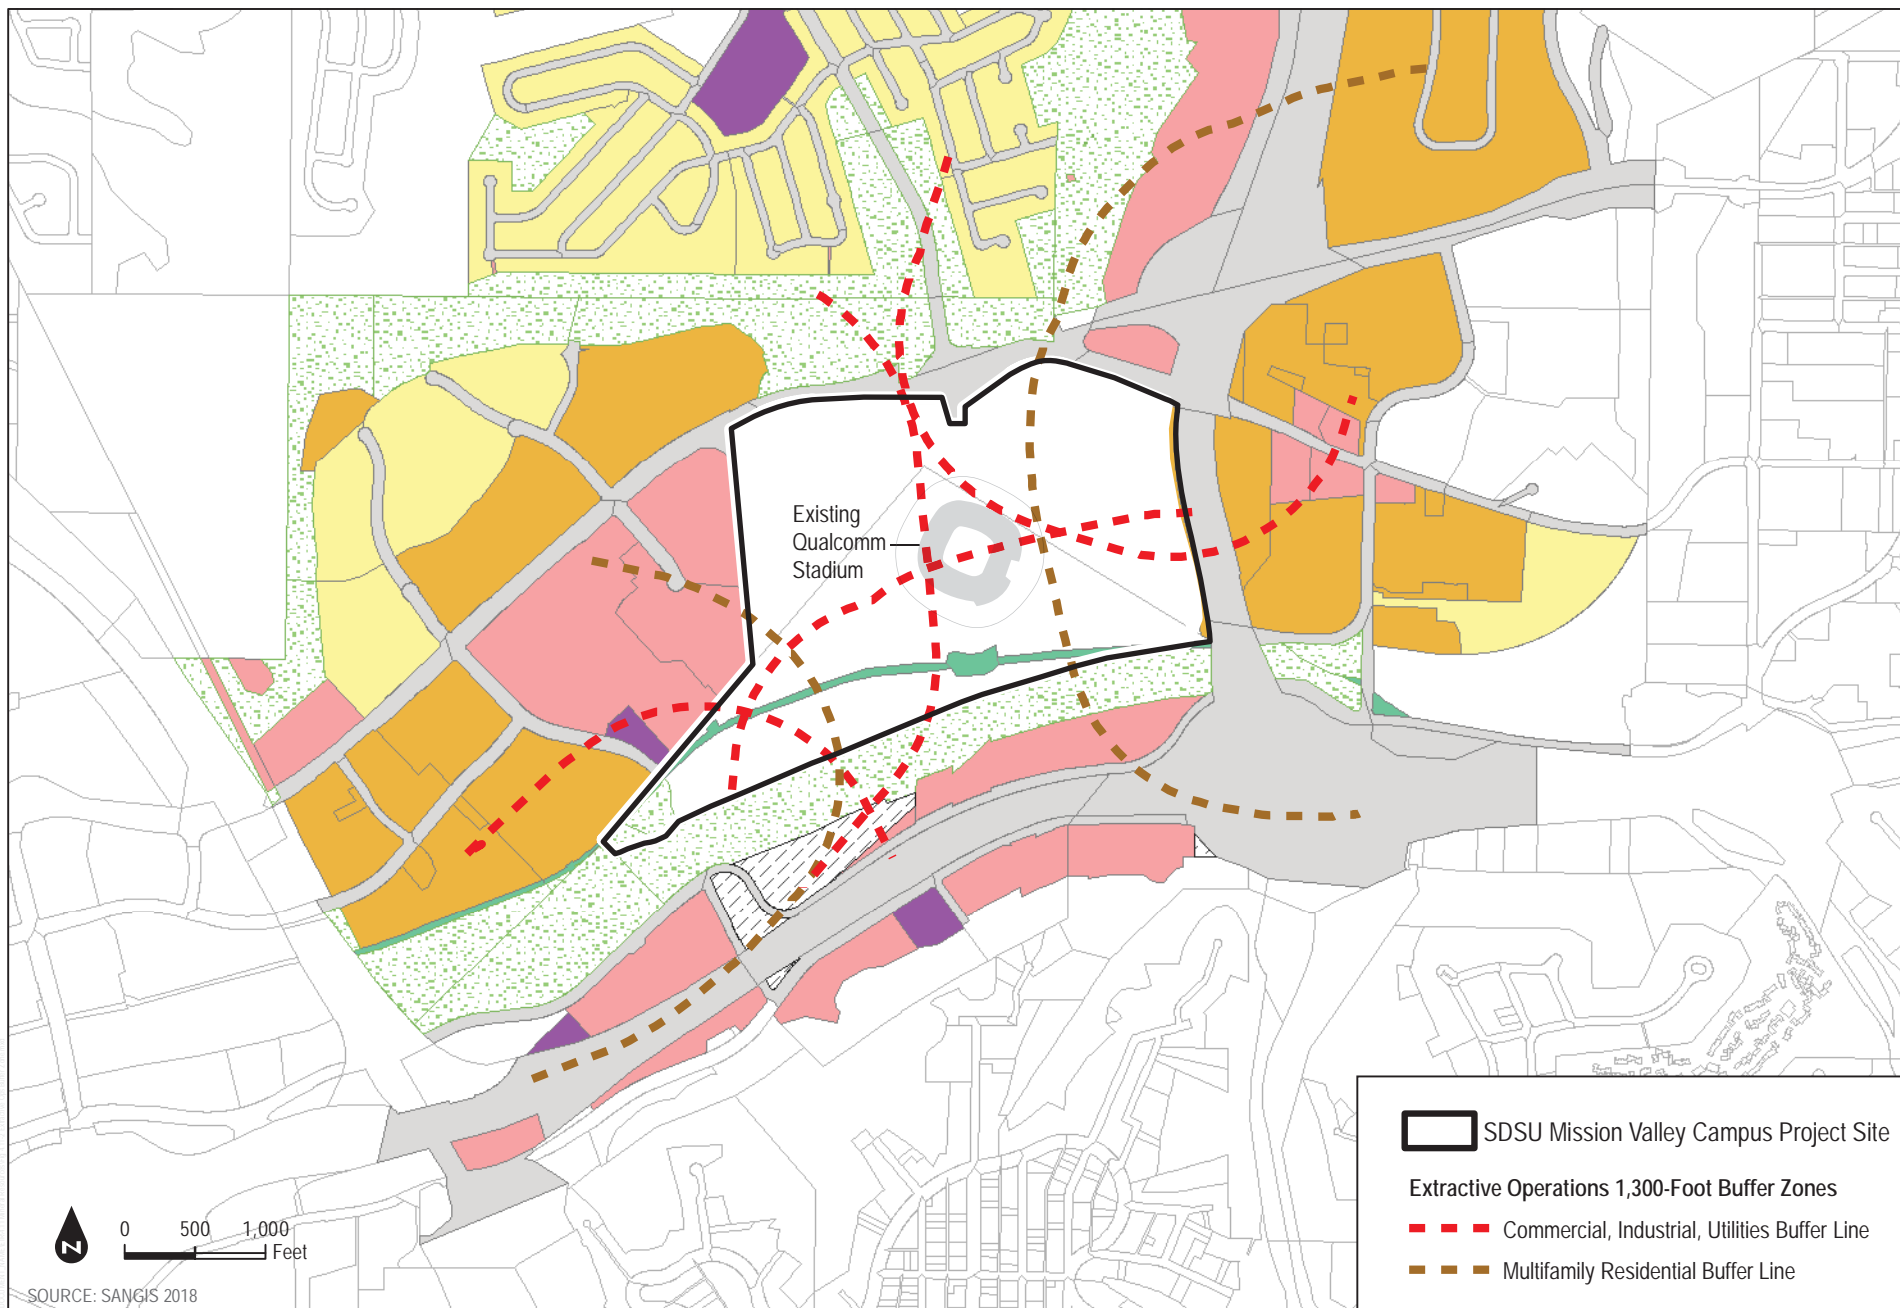 Existing
Qualcomm
Stadium
SDSU Mission Valley Campus Project Site
Extractive Operations 1,300-Foot Buffer Zones
Commercial, Industrial, Utilities Buffer Line
Multifamily Residential Buffer Line
N
0 500 1,000
Feet
SOURCE: SANGIS 2018